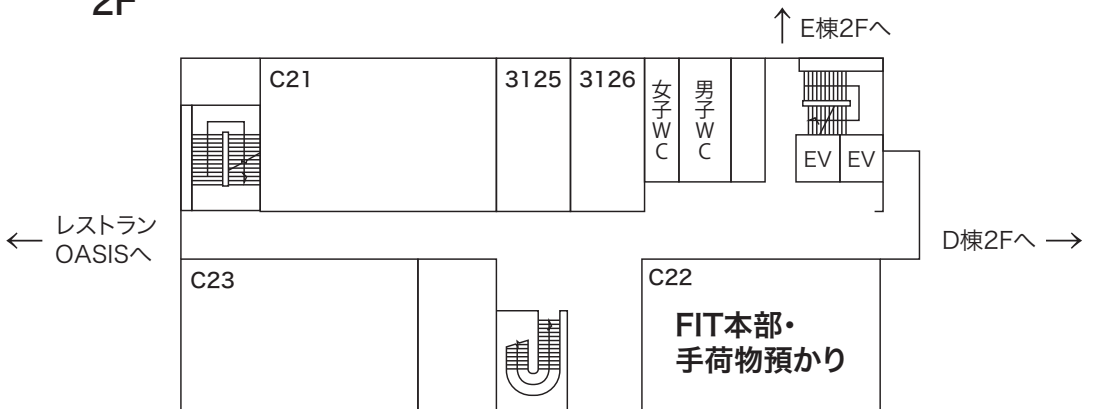 2F
↑ E棟2Fへ
C21
3125
3126
女子WC
男子WC
EV
EV
← レストラン
OASISへ
D棟2Fへ →
C23
C22
FIT本部・
手荷物預かり